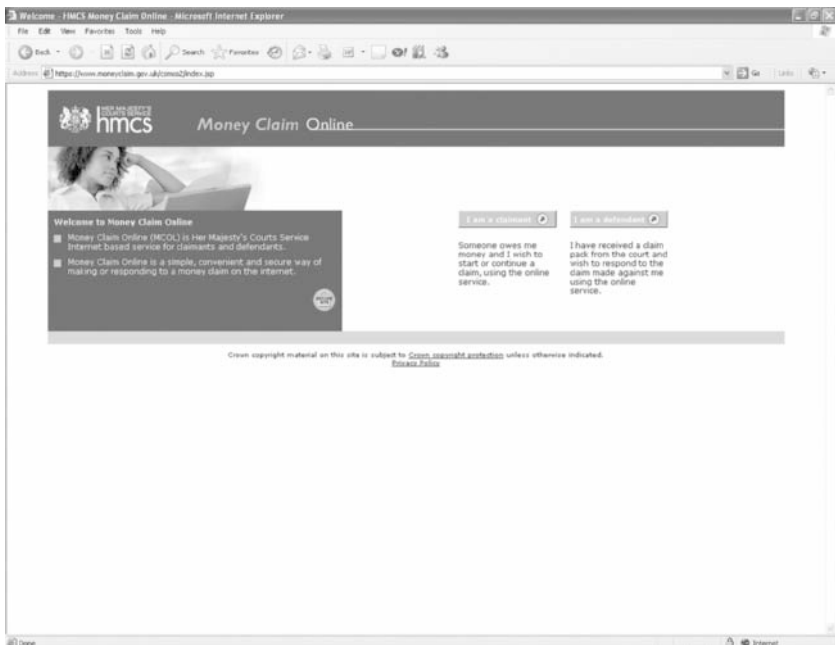 Welcome - HMCS Money Claim Online - Microsoft Internet Explorer
File Edit View Favorites Tools Help
Back Search Favorites
Address https://www.moneyclaim.gov.uk/csmco2/index.jsp Go Links
HER MAJESTY'S
COURTS SERVICE
hmcs
Money Claim Online
Welcome to Money Claim Online
Money Claim Online (MCOL) is Her Majesty's Courts Service
Internet based service for claimants and defendants.
Money Claim Online is a simple, convenient and secure way of
making or responding to a money claim on the internet.
SECURE
SITE
I am a claimant
Someone owes me
money and I wish to
start or continue a
claim, using the online
service.
I am a defendant
I have received a claim
pack from the court and
wish to respond to the
claim made against me
using the online
service.
Crown copyright material on this site is subject to Crown copyright protection unless otherwise indicated.
Privacy Policy
Done Internet